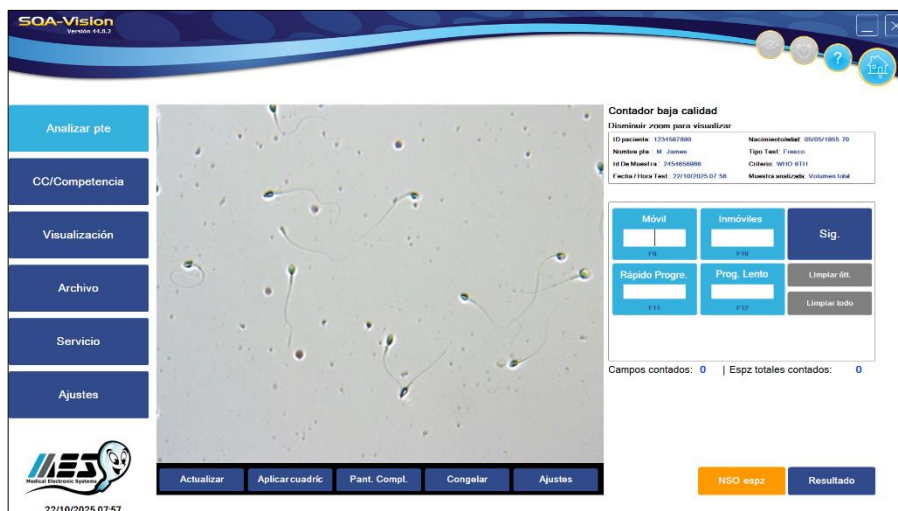 SQA-Vision
Versión 44.0.2
?
Analizar pte
CC/Competencia
Visualización
Archivo
Servicio
Ajustes
MES
Medical Electronic Systems
22/10/2025 07:57
Actualizar
Aplicar cuadríc
Pant. Compl.
Congelar
Ajustes
Contador baja calidad
Disminuir zoom para visualizar
ID paciente: 1234567890 Nacimiento/edad: 05/05/1955 70
Nombre pte.: M. James Tipo Test: Fresco
Id De Muestra: 2454656986 Criterio: WHO 6TH
Fecha / Hora Test: 22/10/2025 07:56 Muestra analizada: Volumen total
Móvil Inmóviles Sig.
F9 F10
Rápido Progre. Prog. Lento Limpiar últ.
F11 F12 Limpiar todo
Campos contados: 0 | Espz totales contados: 0
NSO espz Resultado